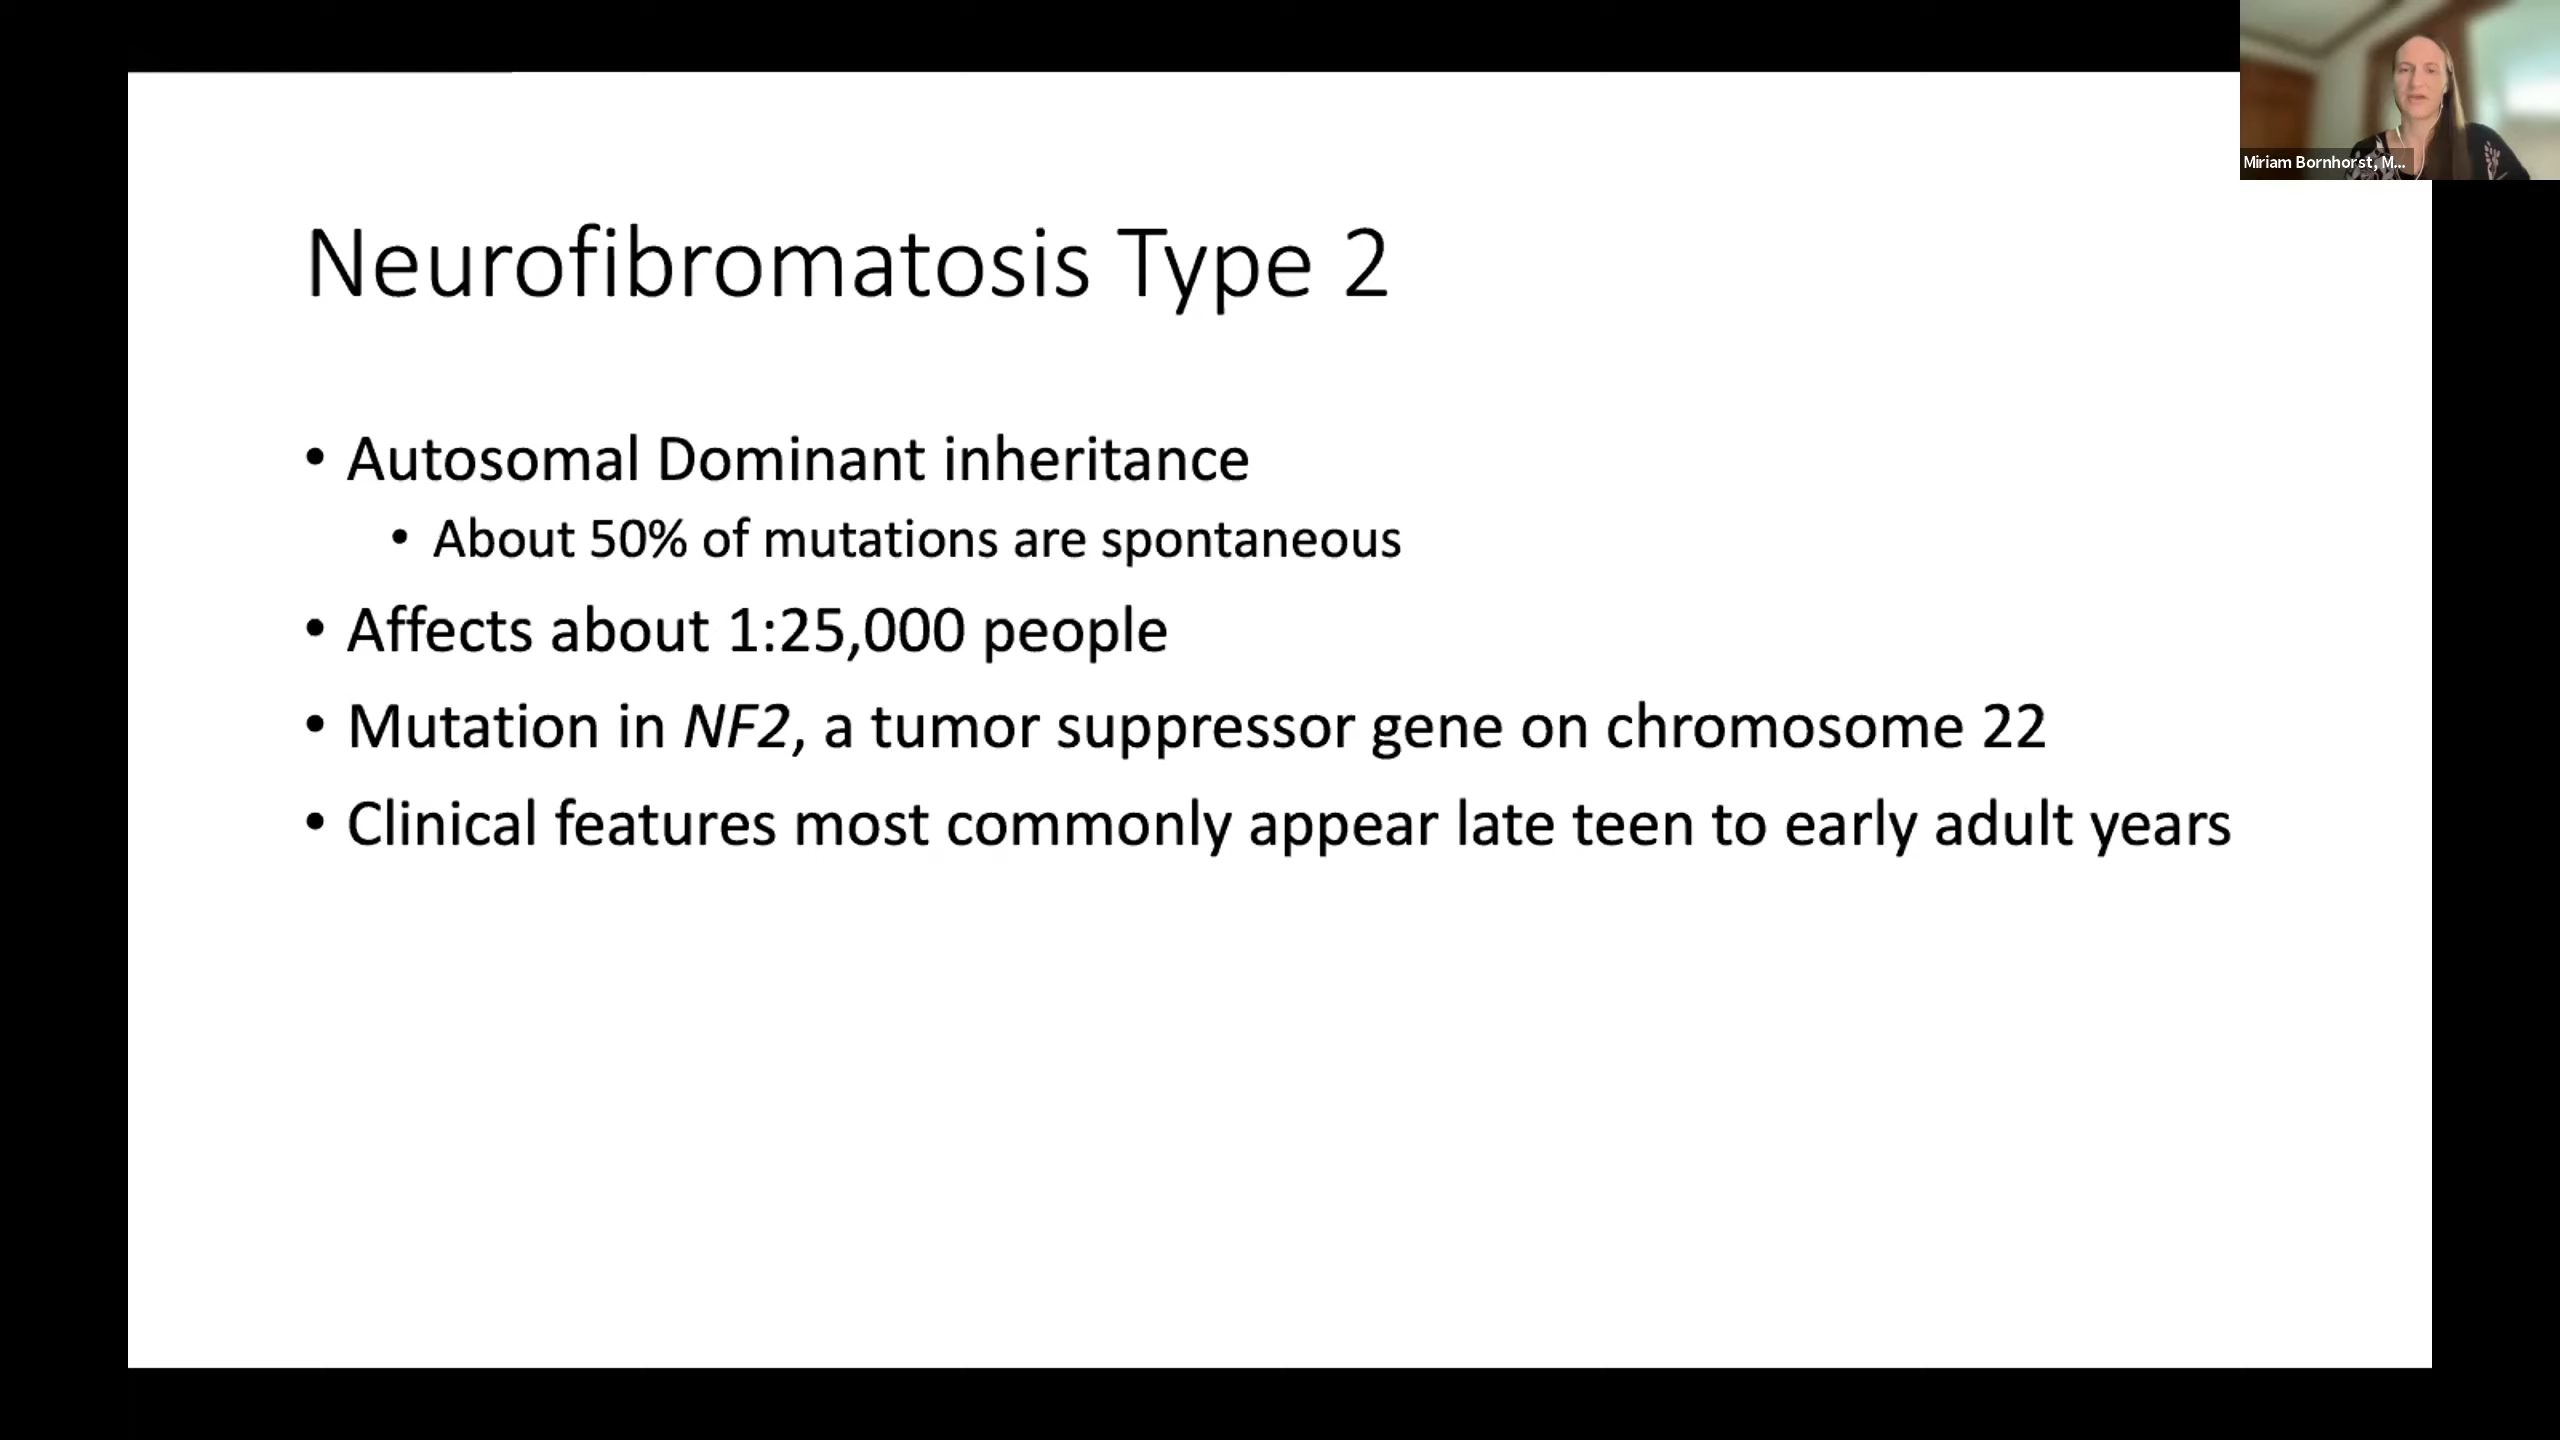 Neurofibromatosis Type 2
• Autosomal Dominant inheritance
• About 50% of mutations are spontaneous
• Affects about 1:25,000 people
• Mutation in NF2, a tumor suppressor gene on chromosome 22
• Clinical features most commonly appear late teen to early adult years
Miriam Bornhorst, M...